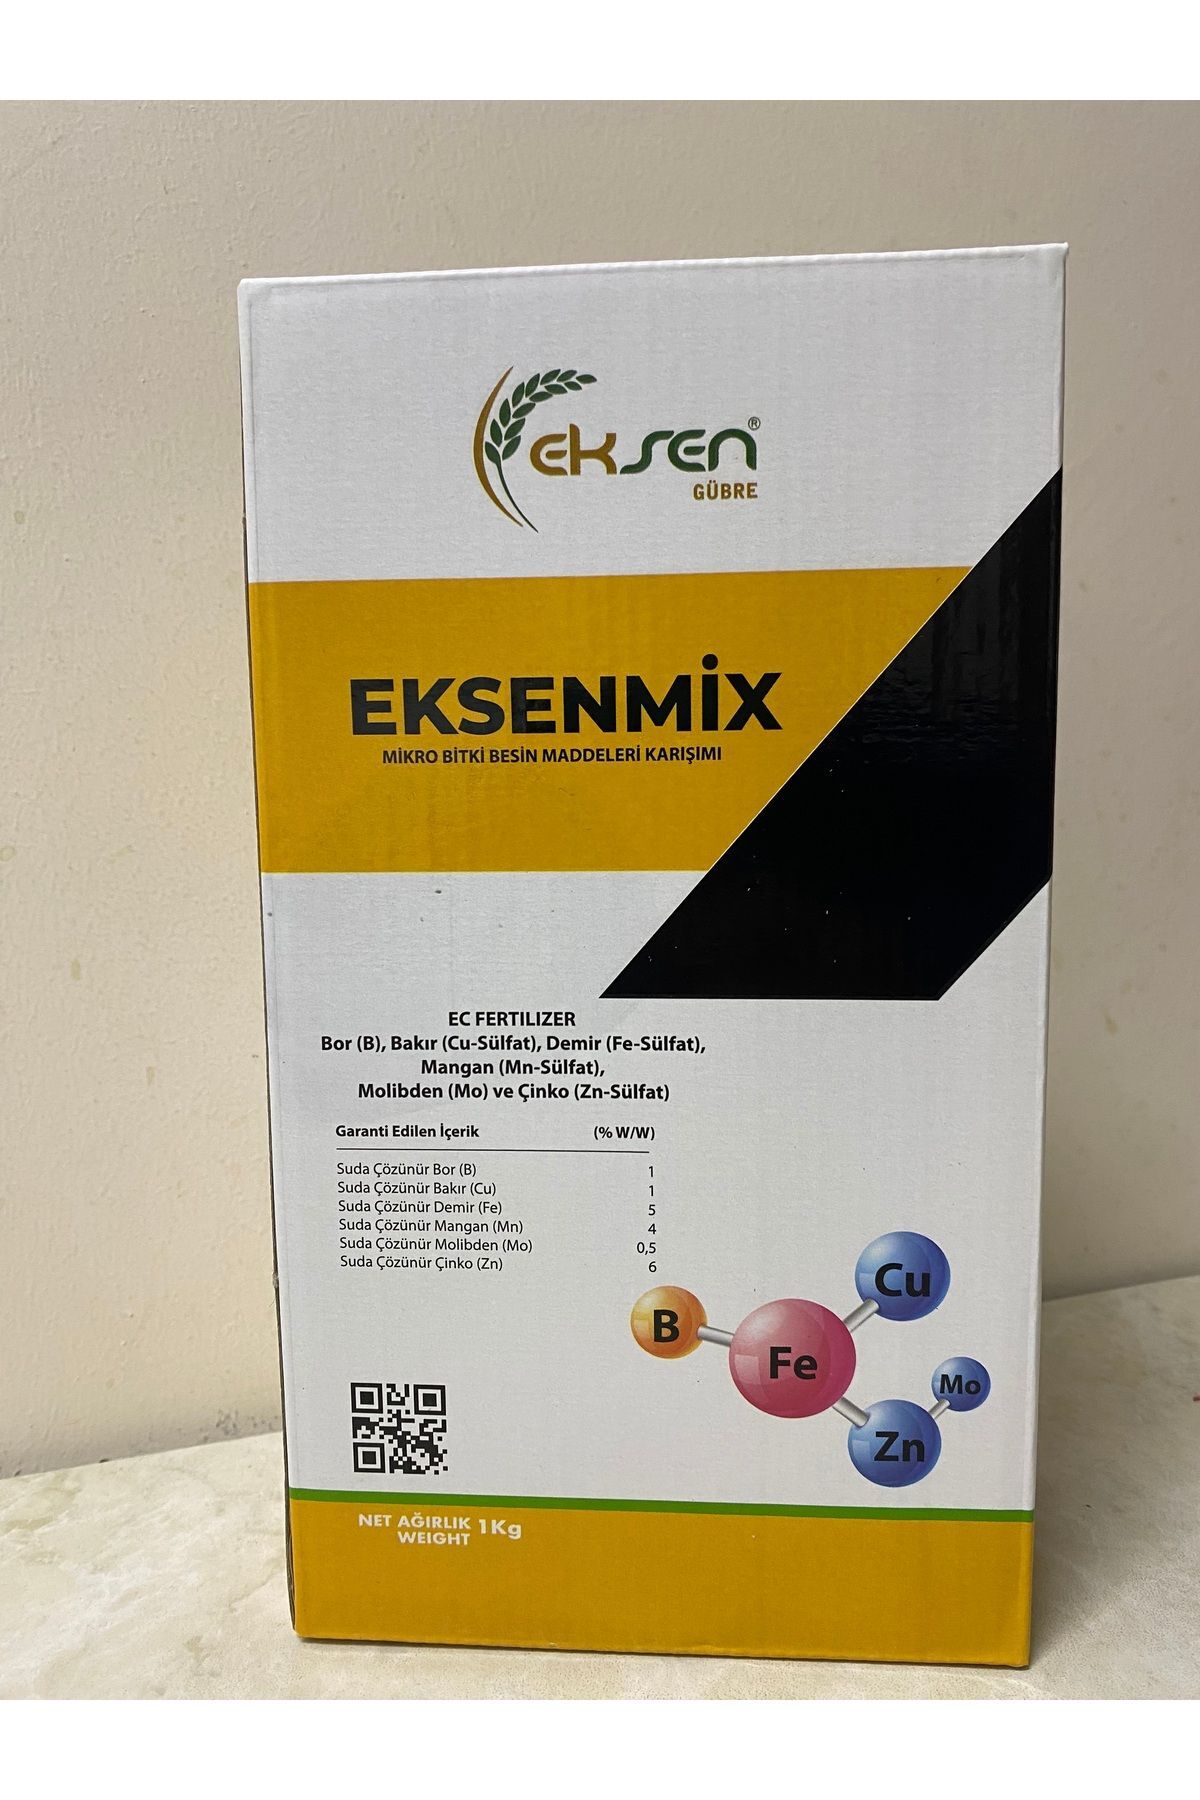 eksen®
GÜBRE
EKSENMİX
MİKRO BİTKİ BESİN MADDELERİ KARIŞIMI
EC FERTILIZER
Bor (B), Bakır (Cu-Sülfat), Demir (Fe-Sülfat),
Mangan (Mn-Sülfat),
Molibden (Mo) ve Çinko (Zn-Sülfat)
Garanti Edilen İçerik (% W/W)
Suda Çözünür Bor (B) 1
Suda Çözünür Bakır (Cu) 1
Suda Çözünür Demir (Fe) 5
Suda Çözünür Mangan (Mn) 4
Suda Çözünür Molibden (Mo) 0,5
Suda Çözünür Çinko (Zn) 6
Cu
B
Fe
Mo
Zn
NET AĞIRLIK 1Kg
WEIGHT